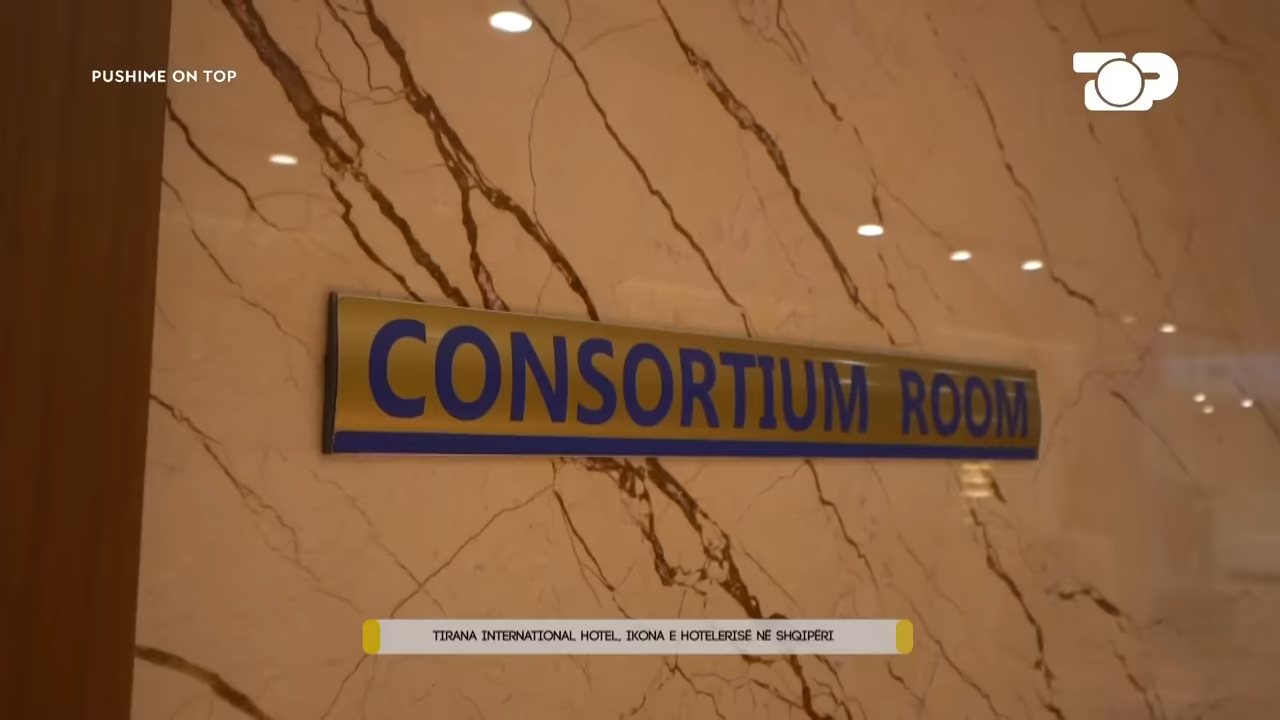 PUSHIME ON TOP
TOP
CONSORTIUM ROOM
TIRANA INTERNATIONAL HOTEL, IKONA E HOTELERISË NË SHQIPËRI